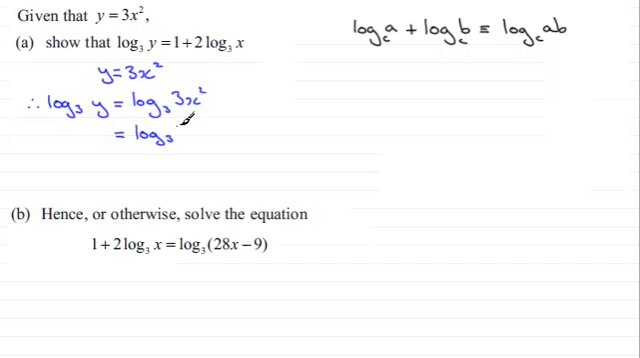 Given that y = 3x²,
log_c a + log_c b ≡ log_c ab
(a) show that log₃ y = 1 + 2 log₃ x
y = 3x²
∴ log₃ y = log₃ 3x²
= log₃
(b) Hence, or otherwise, solve the equation
1 + 2 log₃ x = log₃ (28x − 9)